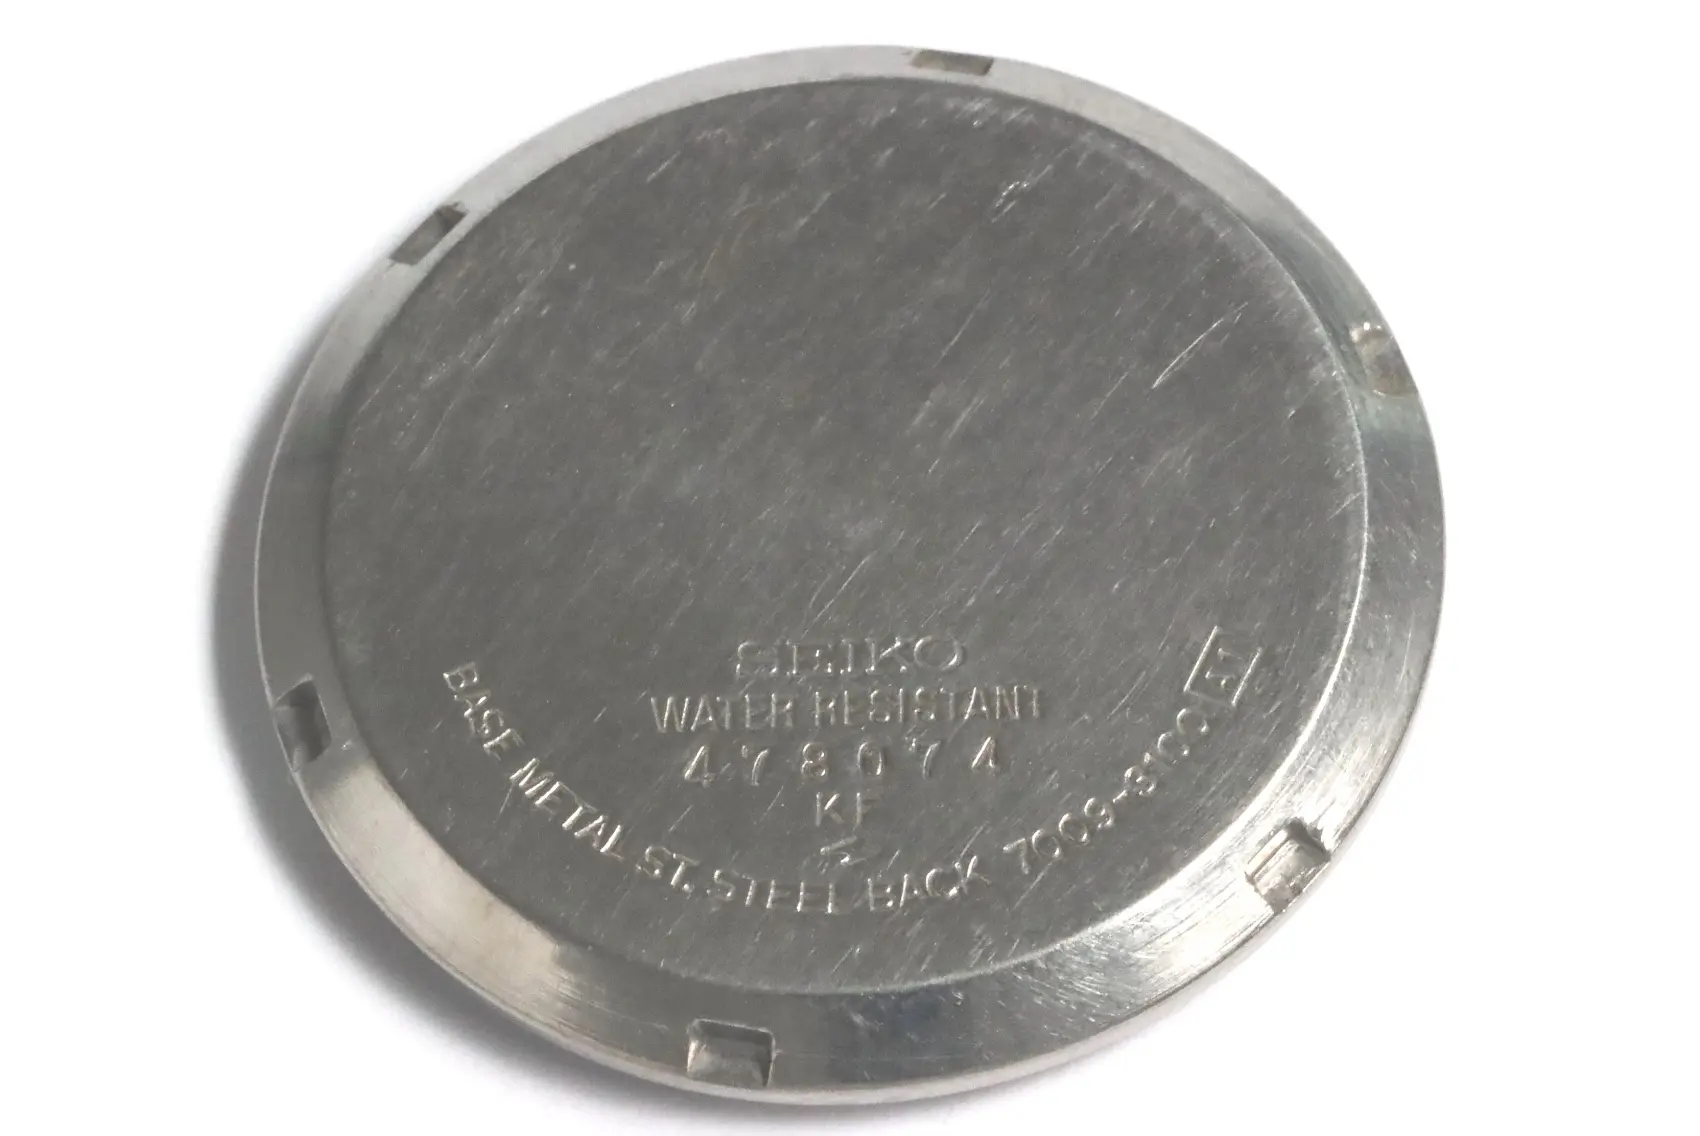 SEIKO
WATER RESISTANT
478074
KF
BASE METAL ST. STEEL BACK 7009-3100